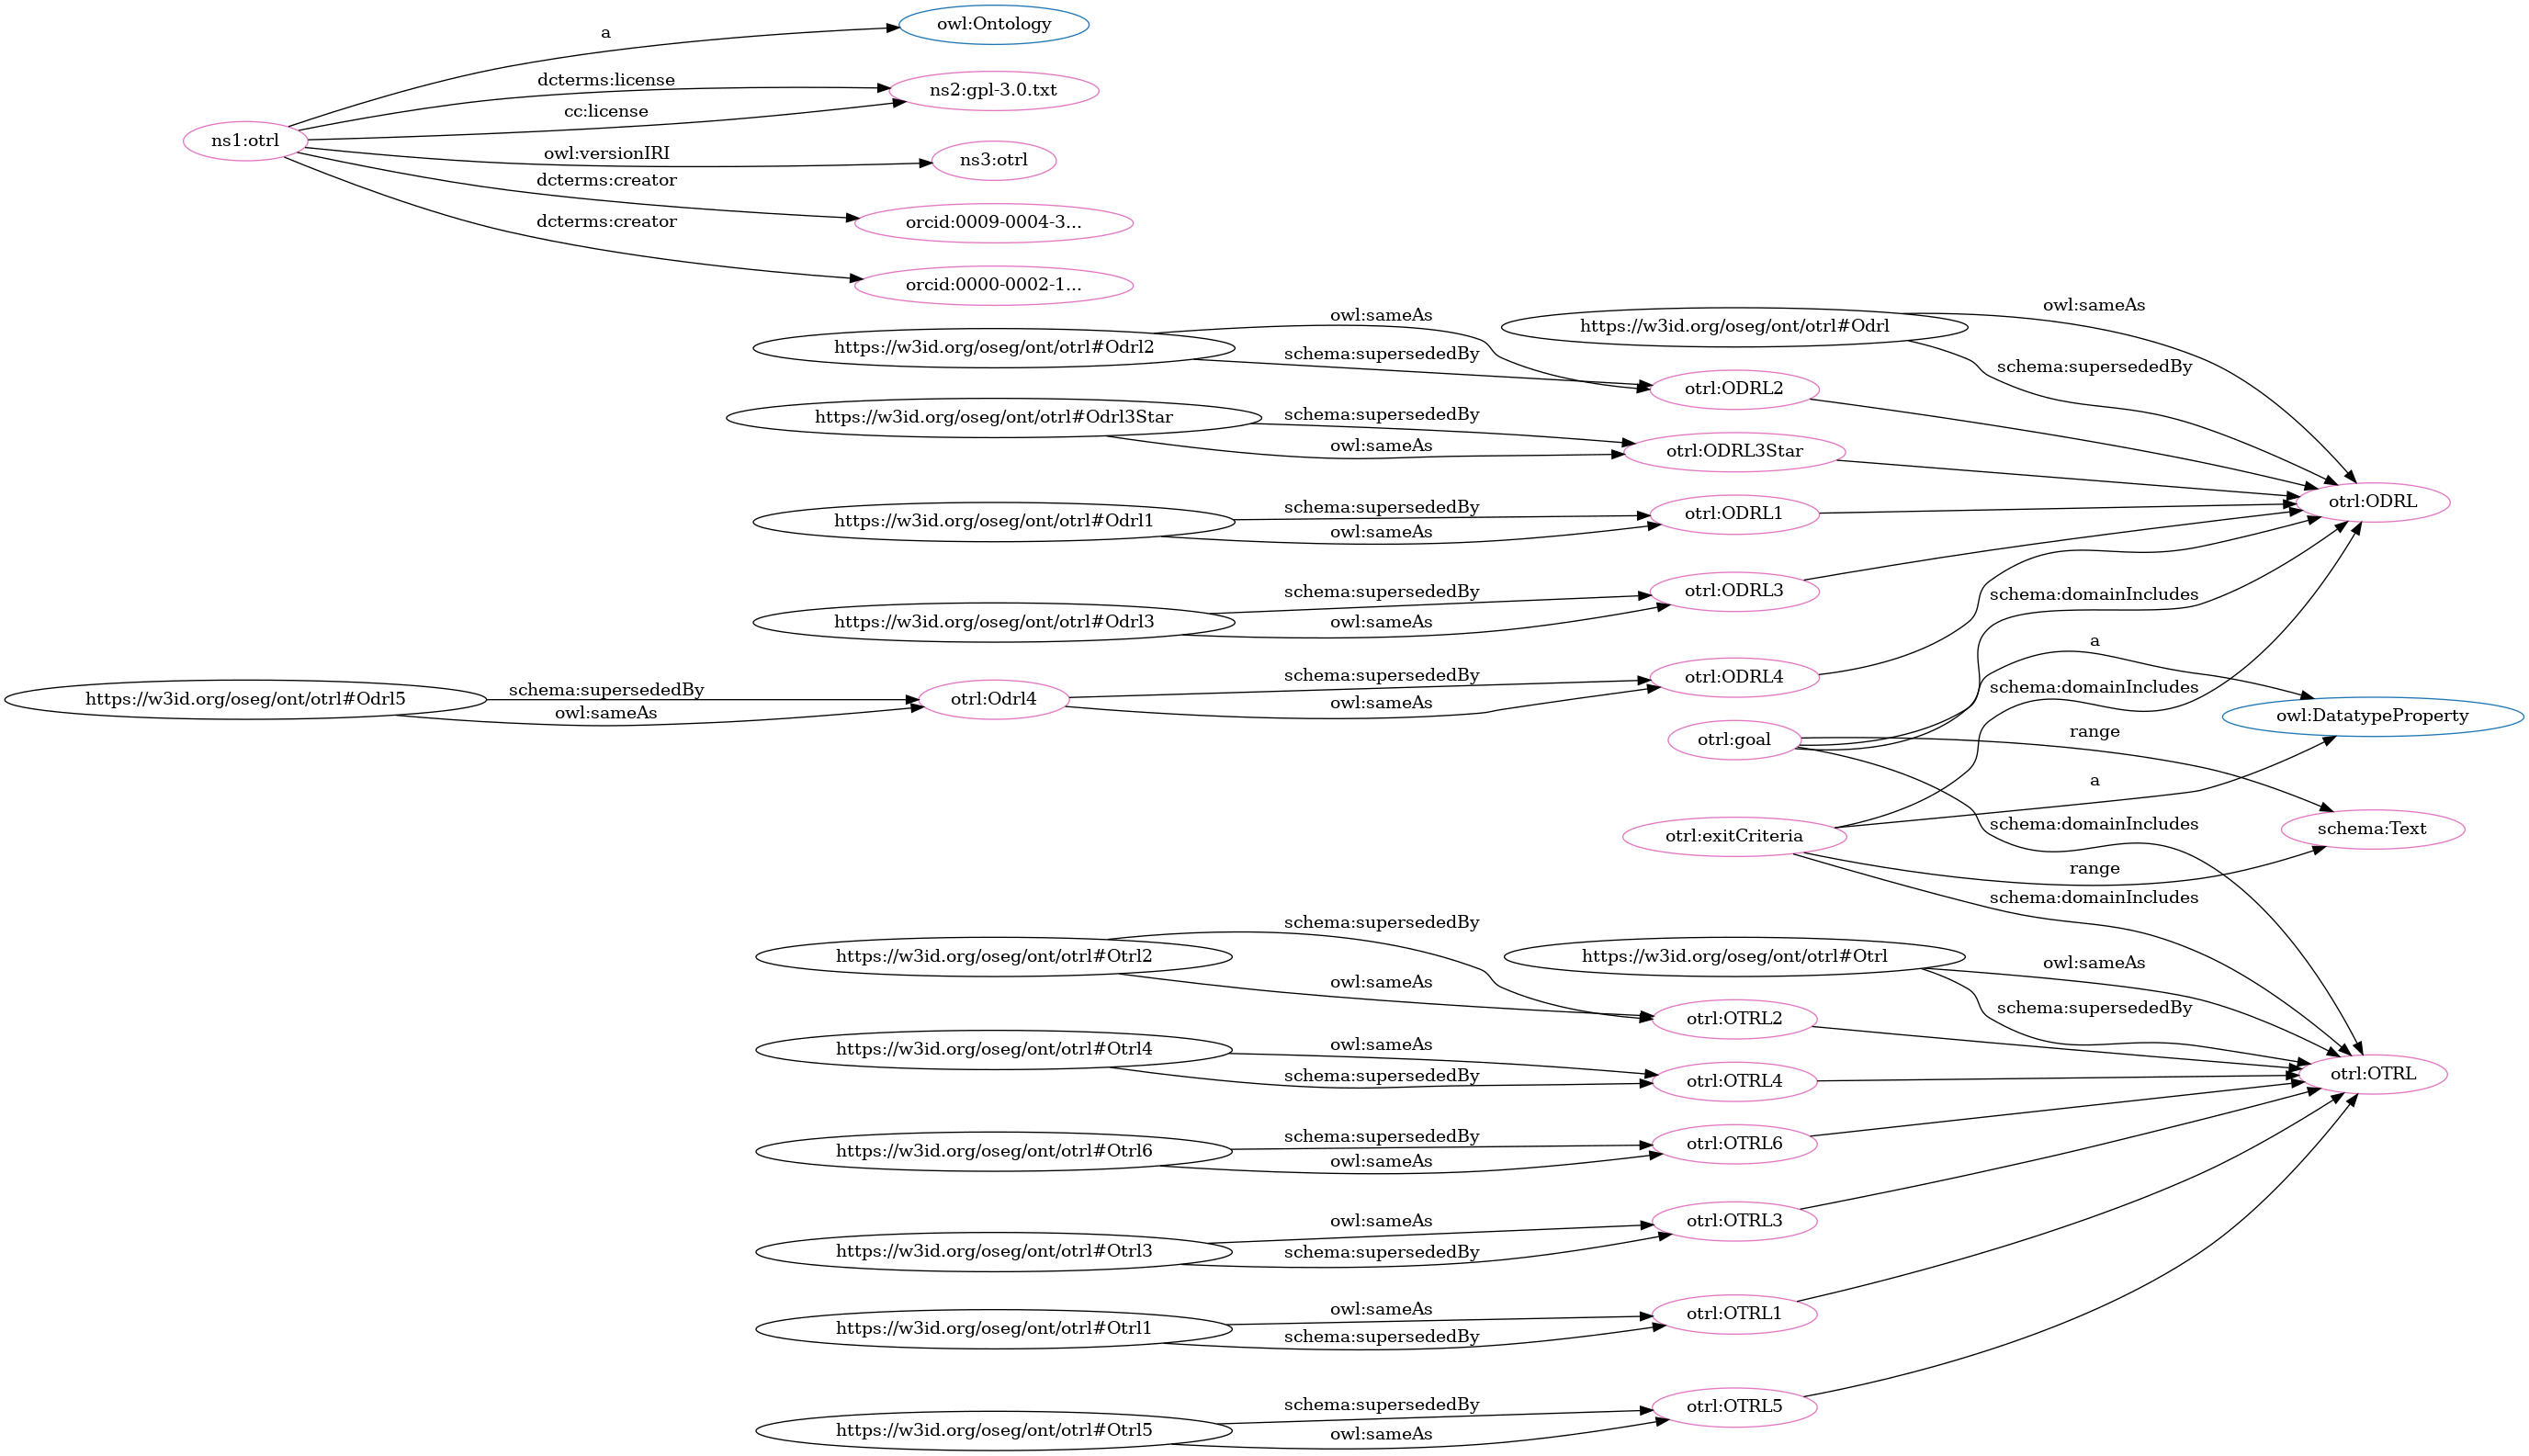 owl:Ontology
a
dcterms:license
ns2:gpl-3.0.txt
cc:license
ns1:otrl
owl:versionIRI
ns3:otrl
dcterms:creator
orcid:0009-0004-3...
dcterms:creator
orcid:0000-0002-1...
owl:sameAs
https://w3id.org/oseg/ont/otrl#Odrl2
schema:supersededBy
otrl:ODRL2
https://w3id.org/oseg/ont/otrl#Odrl
owl:sameAs
schema:supersededBy
https://w3id.org/oseg/ont/otrl#Odrl3Star
schema:supersededBy
owl:sameAs
otrl:ODRL3Star
otrl:ODRL
https://w3id.org/oseg/ont/otrl#Odrl1
schema:supersededBy
owl:sameAs
otrl:ODRL1
https://w3id.org/oseg/ont/otrl#Odrl3
schema:supersededBy
owl:sameAs
otrl:ODRL3
schema:domainIncludes
https://w3id.org/oseg/ont/otrl#Odrl5
schema:supersededBy
owl:sameAs
otrl:Odrl4
schema:supersededBy
owl:sameAs
otrl:ODRL4
a
schema:domainIncludes
owl:DatatypeProperty
otrl:goal
range
a
schema:domainIncludes
schema:Text
otrl:exitCriteria
range
schema:domainIncludes
https://w3id.org/oseg/ont/otrl#Otrl2
schema:supersededBy
owl:sameAs
otrl:OTRL2
https://w3id.org/oseg/ont/otrl#Otrl
owl:sameAs
schema:supersededBy
https://w3id.org/oseg/ont/otrl#Otrl4
owl:sameAs
schema:supersededBy
otrl:OTRL4
otrl:OTRL
https://w3id.org/oseg/ont/otrl#Otrl6
schema:supersededBy
owl:sameAs
otrl:OTRL6
https://w3id.org/oseg/ont/otrl#Otrl3
owl:sameAs
schema:supersededBy
otrl:OTRL3
https://w3id.org/oseg/ont/otrl#Otrl1
owl:sameAs
schema:supersededBy
otrl:OTRL1
https://w3id.org/oseg/ont/otrl#Otrl5
schema:supersededBy
owl:sameAs
otrl:OTRL5